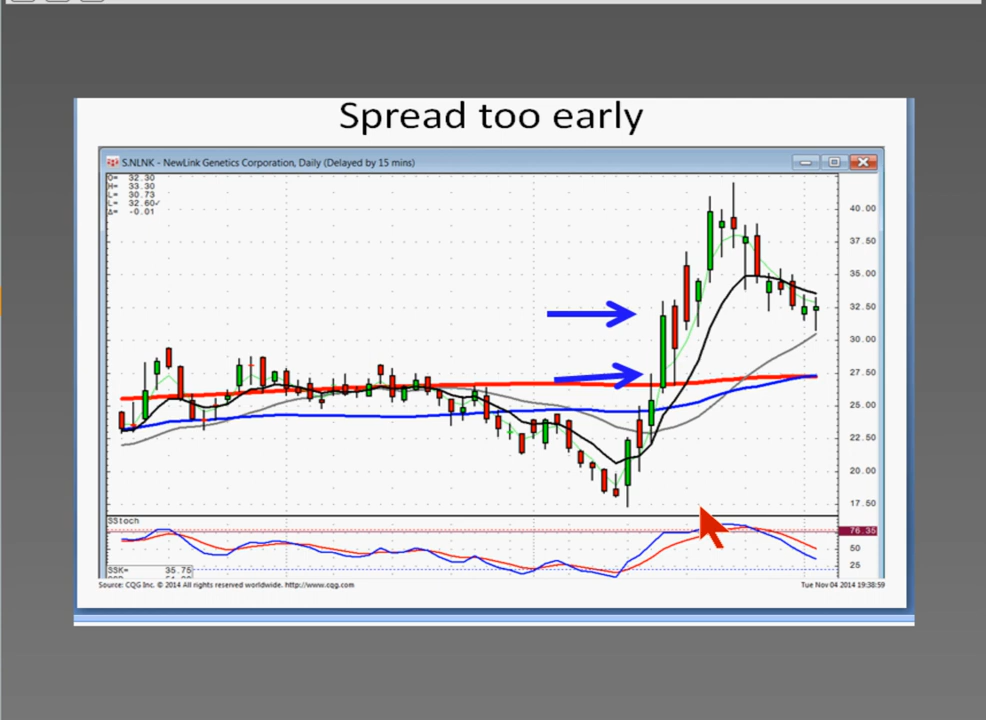 Spread too early
S.NLNK - NewLink Genetics Corporation, Daily (Delayed by 15 mins)
O= 32.30
H= 33.30
L= 30.73
L= 32.60✓
Δ= -0.01
40.00
37.50
35.00
32.50
30.00
27.50
25.00
22.50
20.00
17.50
SStoch
76.35
50
25
SSK= 35.75
Source: CQG Inc. © 2014 All rights reserved worldwide. http://www.cqg.com
Tue Nov 04 2014 19:38:59